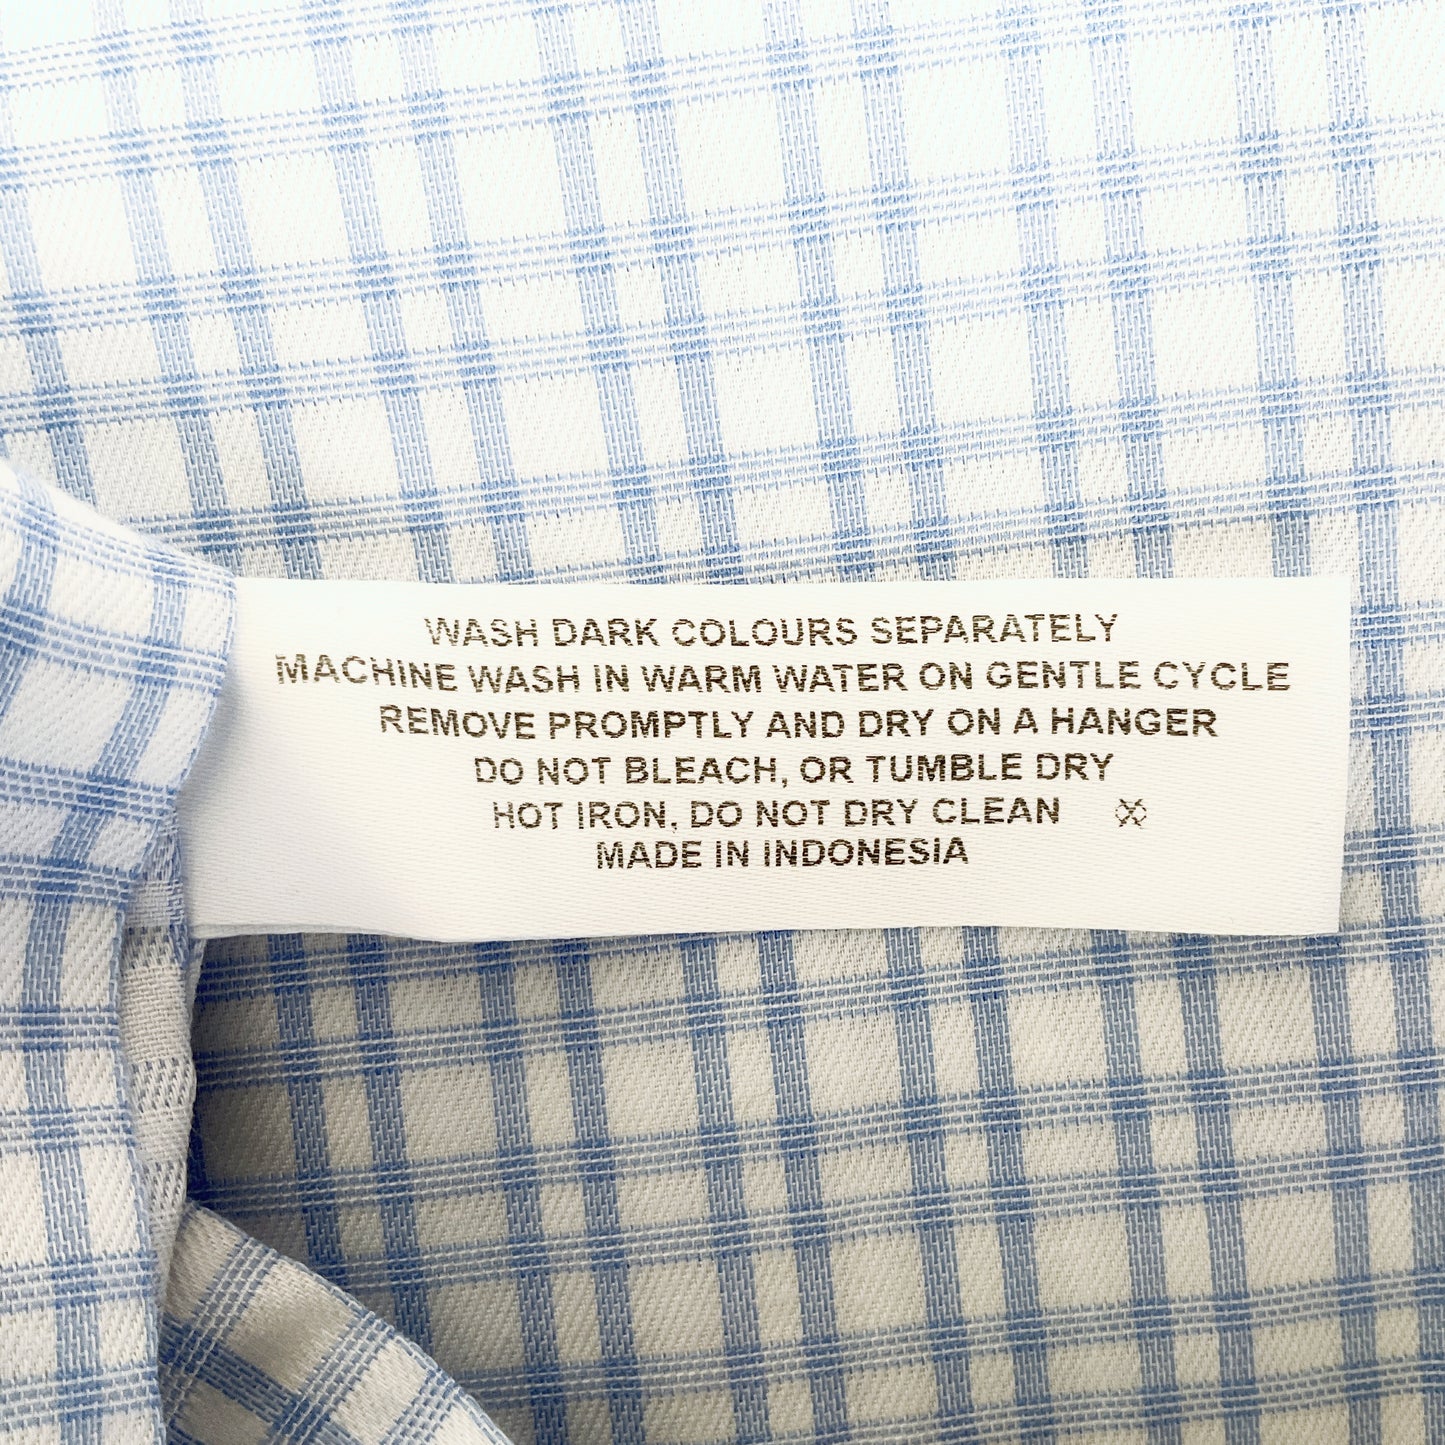 WASH DARK COLOURS SEPARATELY
MACHINE WASH IN WARM WATER ON GENTLE CYCLE
REMOVE PROMPTLY AND DRY ON A HANGER
DO NOT BLEACH, OR TUMBLE DRY
HOT IRON, DO NOT DRY CLEAN
MADE IN INDONESIA